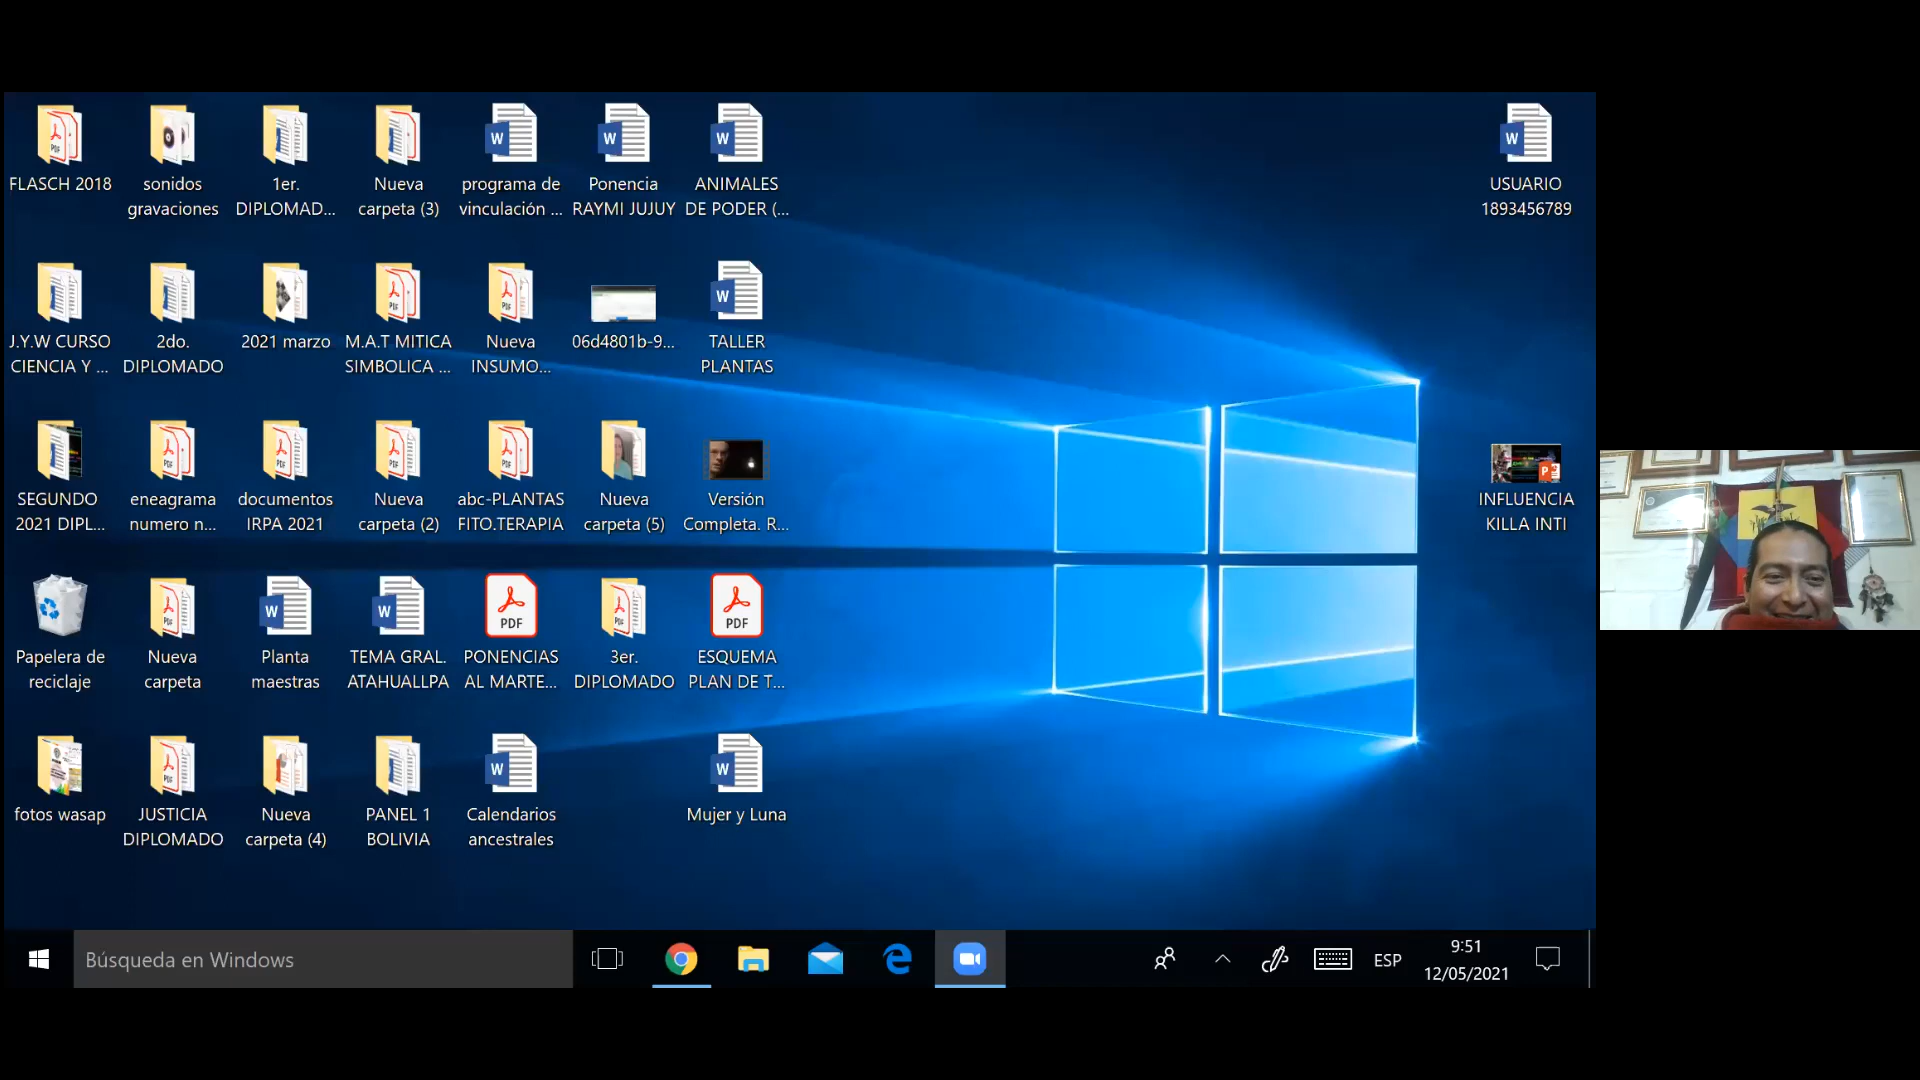 FLASCH 2018
sonidos
gravaciones
1er.
DIPLOMAD...
Nueva
carpeta (3)
programa de
vinculación ...
Ponencia
RAYMI JUJUY
ANIMALES
DE PODER (...
USUARIO
1893456789
J.Y.W CURSO
CIENCIA Y ...
2do.
DIPLOMADO
2021 marzo
M.A.T MITICA
SIMBOLICA ...
Nueva
INSUMO...
06d4801b-9...
TALLER
PLANTAS
SEGUNDO
2021 DIPL...
eneagrama
numero n...
documentos
IRPA 2021
Nueva
carpeta (2)
abc-PLANTAS
FITO.TERAPIA
Nueva
carpeta (5)
Versión
Completa. R...
INFLUENCIA
KILLA INTI
Papelera de
reciclaje
Nueva
carpeta
Planta
maestras
TEMA GRAL.
ATAHUALLPA
PDF
PONENCIAS
AL MARTE...
3er.
DIPLOMADO
PDF
ESQUEMA
PLAN DE T...
fotos wasap
JUSTICIA
DIPLOMADO
Nueva
carpeta (4)
PANEL 1
BOLIVIA
Calendarios
ancestrales
Mujer y Luna
Búsqueda en Windows
ESP
9:51
12/05/2021